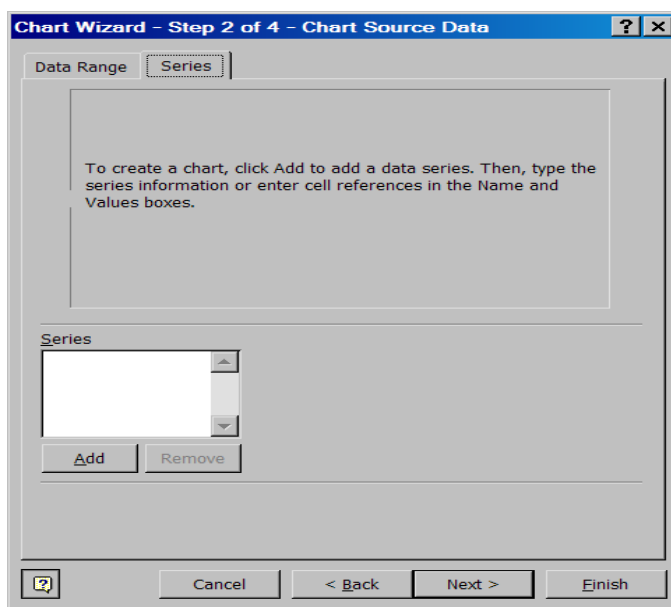 Chart Wizard - Step 2 of 4 - Chart Source Data ? ×
Data Range Series
To create a chart, click Add to add a data series. Then, type the
series information or enter cell references in the Name and
Values boxes.
Series
Add Remove
? Cancel < Back Next > Finish